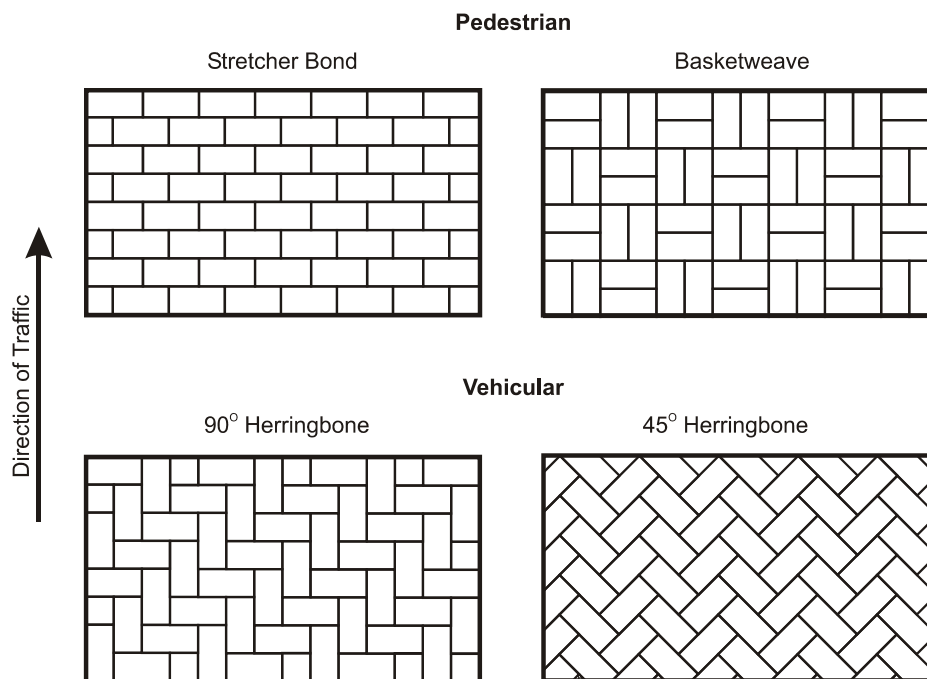 Pedestrian
Stretcher Bond
Basketweave
Direction of Traffic
Vehicular
90° Herringbone
45° Herringbone